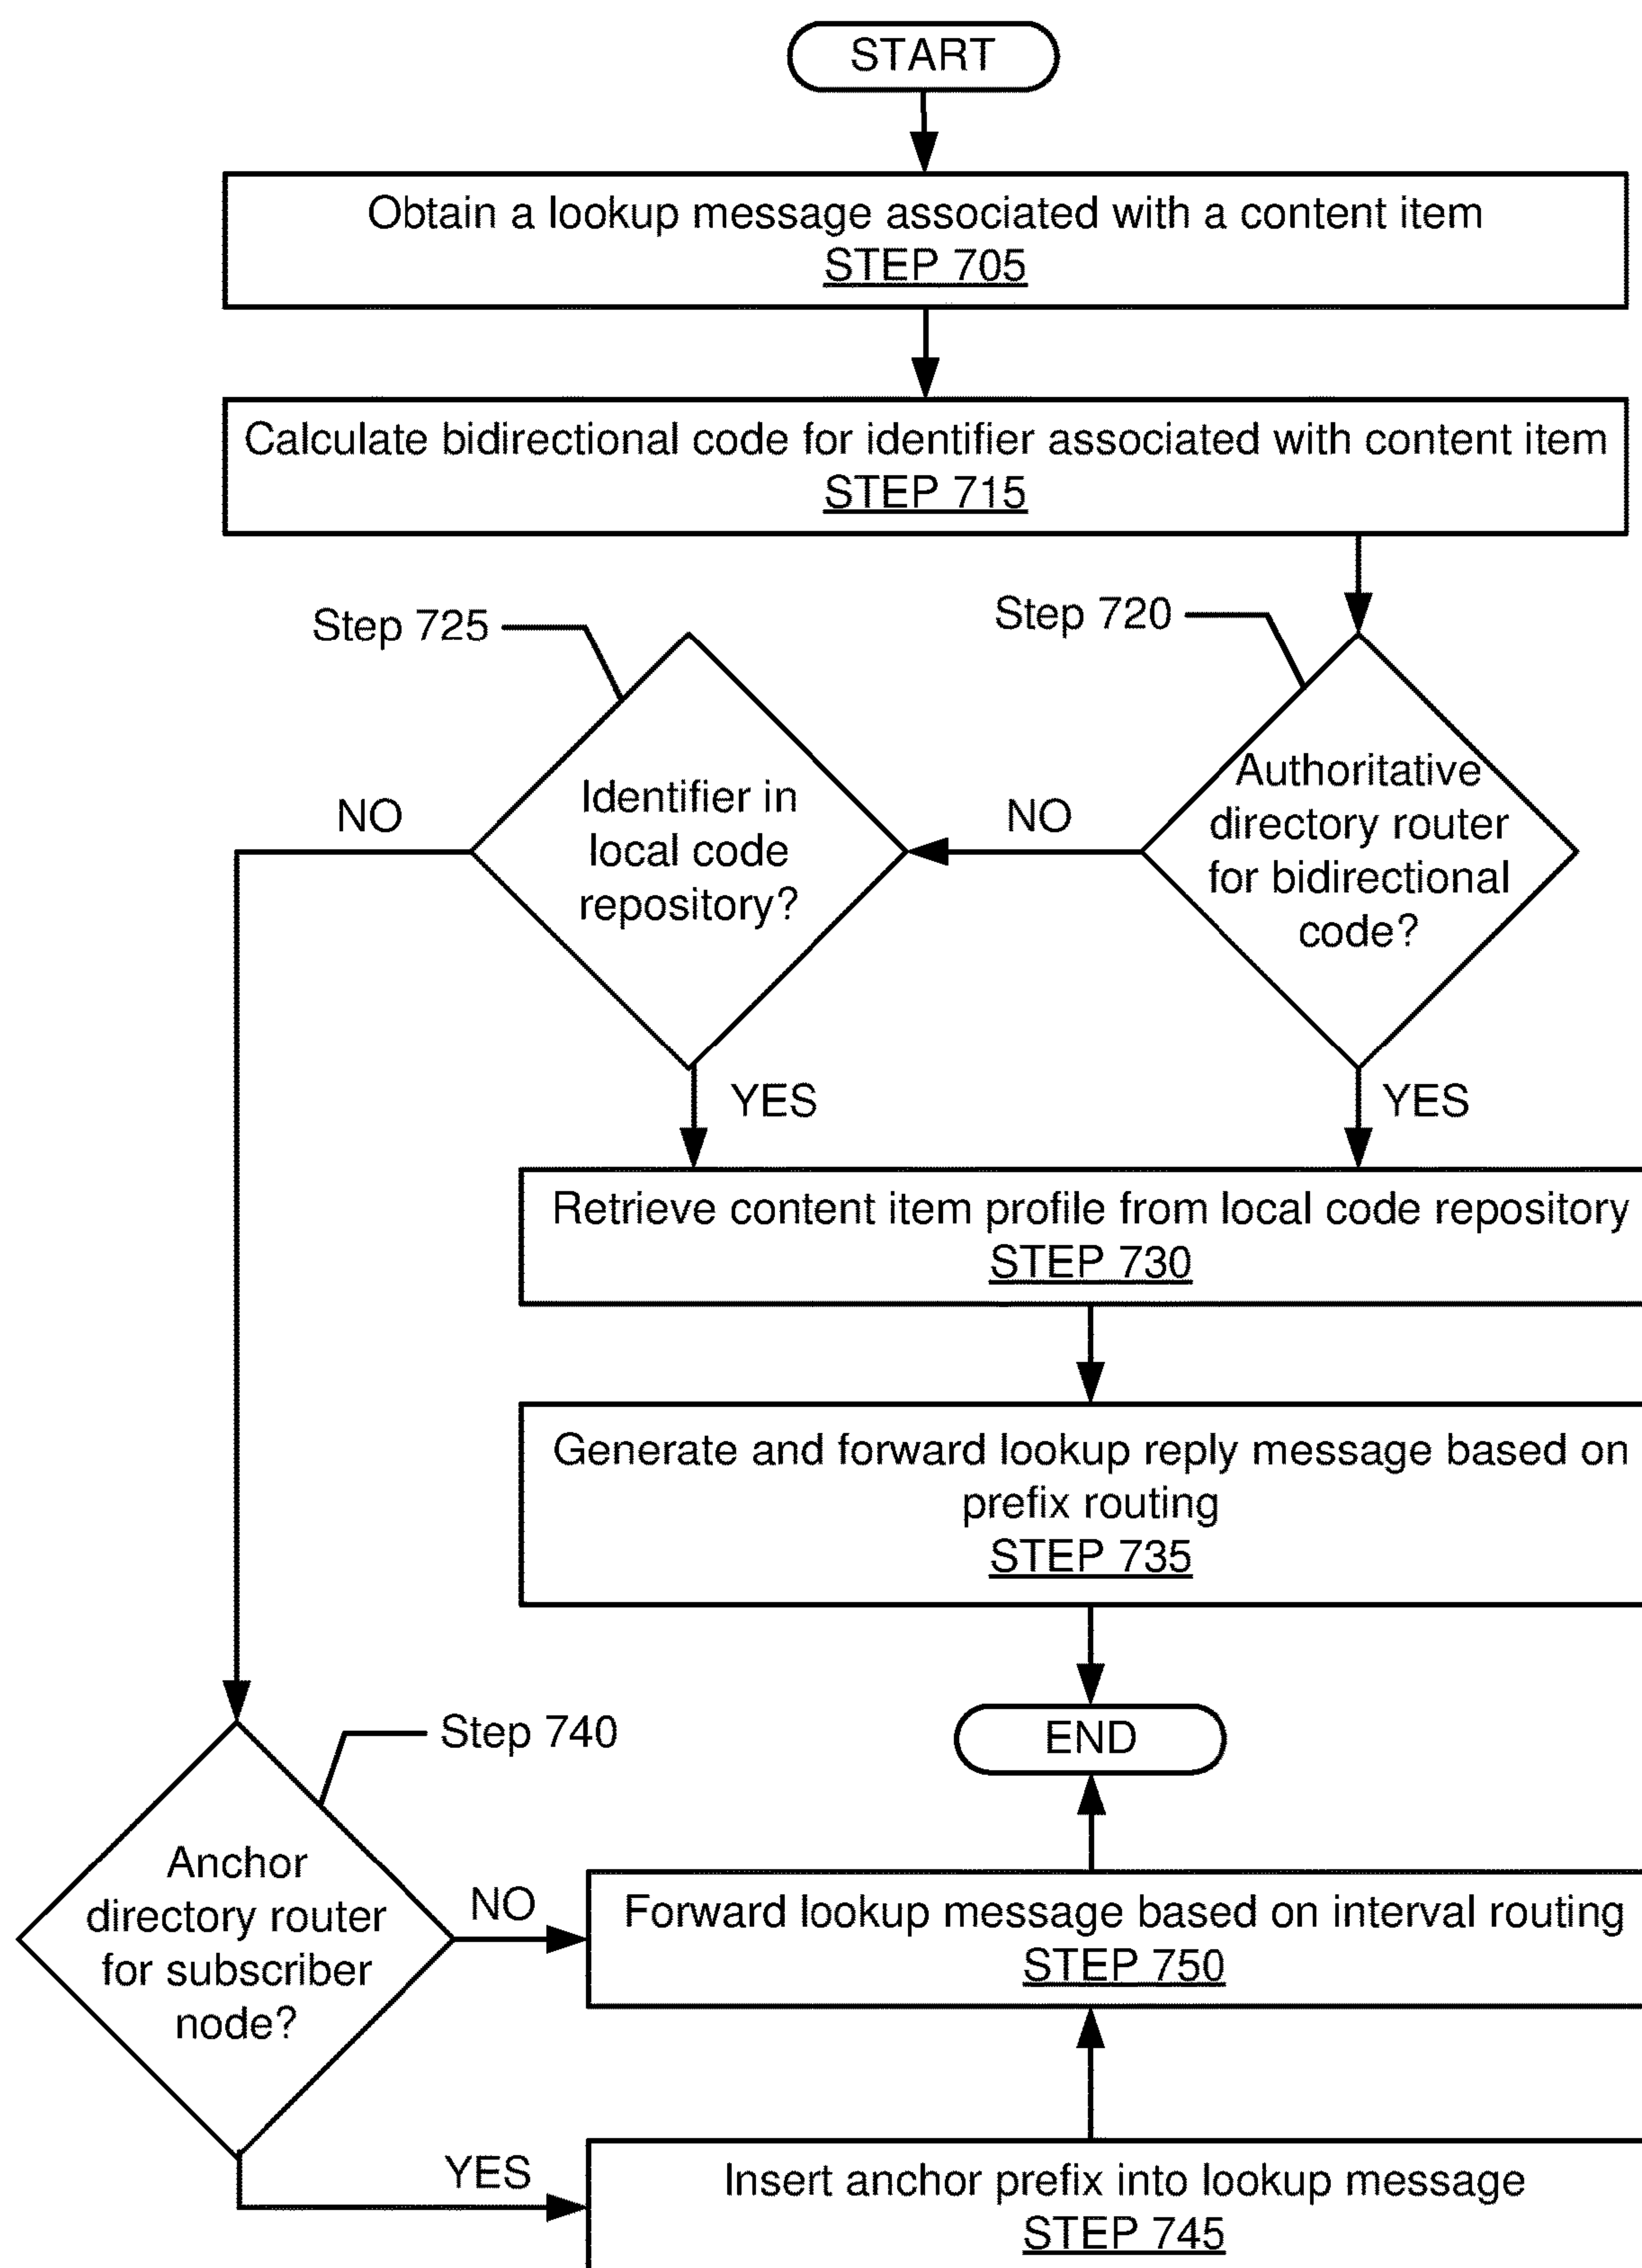 START
Obtain a lookup message associated with a content item
STEP 705
Calculate bidirectional code for identifier associated with content item
STEP 715
Step 725
Step 720
Identifier in
local code
repository?
Authoritative
directory router
for bidirectional
code?
NO
NO
YES
YES
Retrieve content item profile from local code repository
STEP 730
Generate and forward lookup reply message based on
prefix routing
STEP 735
END
Step 740
Anchor
directory router
for subscriber
node?
NO
Forward lookup message based on interval routing
STEP 750
YES
Insert anchor prefix into lookup message
STEP 745